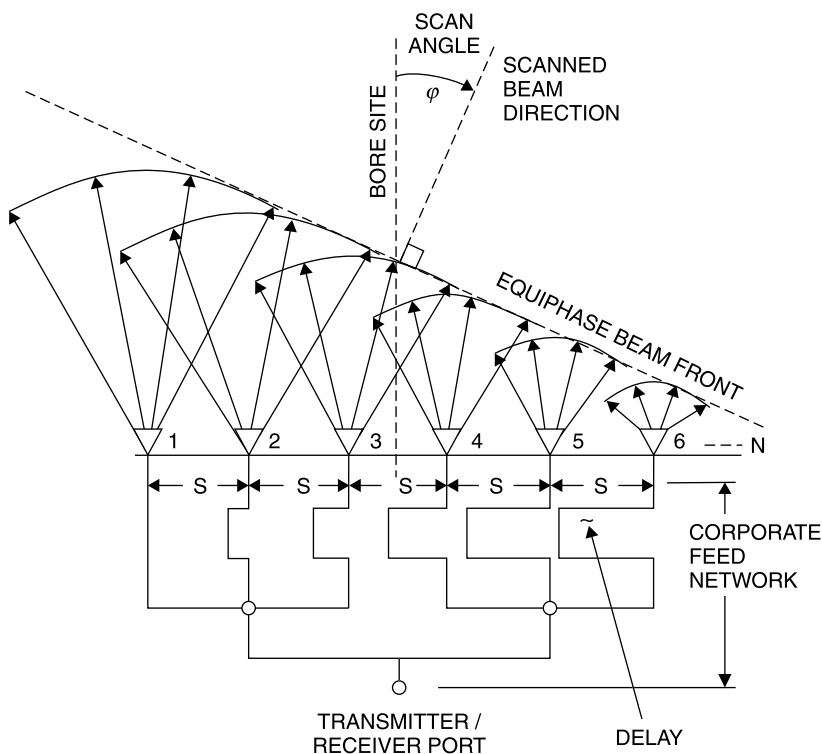 SCAN
ANGLE
SCANNED
BEAM
DIRECTION
φ
BORE SITE
EQUIPHASE BEAM FRONT
1
2
3
4
5
6
N
S
S
S
S
S
~
CORPORATE
FEED
NETWORK
TRANSMITTER /
RECEIVER PORT
DELAY